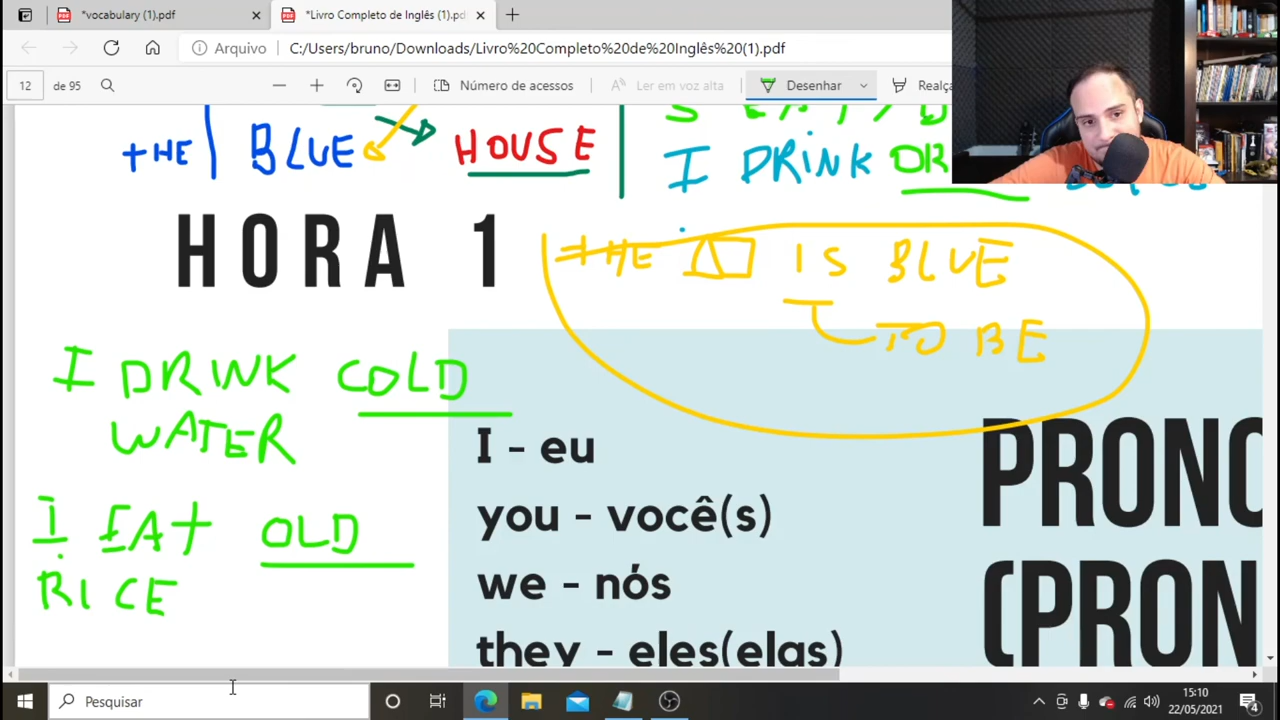 *vocabulary (1).pdf
*Livro Completo de Inglês (1).pd
Arquivo C:/Users/bruno/Downloads/Livro%20Completo%20de%20Inglês%20(1).pdf
12 de 95 Número de acessos Ler em voz alta Desenhar Realça
THE BLUE HOUSE
I DRINK
HORA 1
THE IS BLUE
TO BE
I DRINK COLD
WATER
I EAT OLD
RICE
I - eu
you - você(s)
we - nós
they - eles(elas)
PRONO
(PRON
Pesquisar
15:10
22/05/2021
4